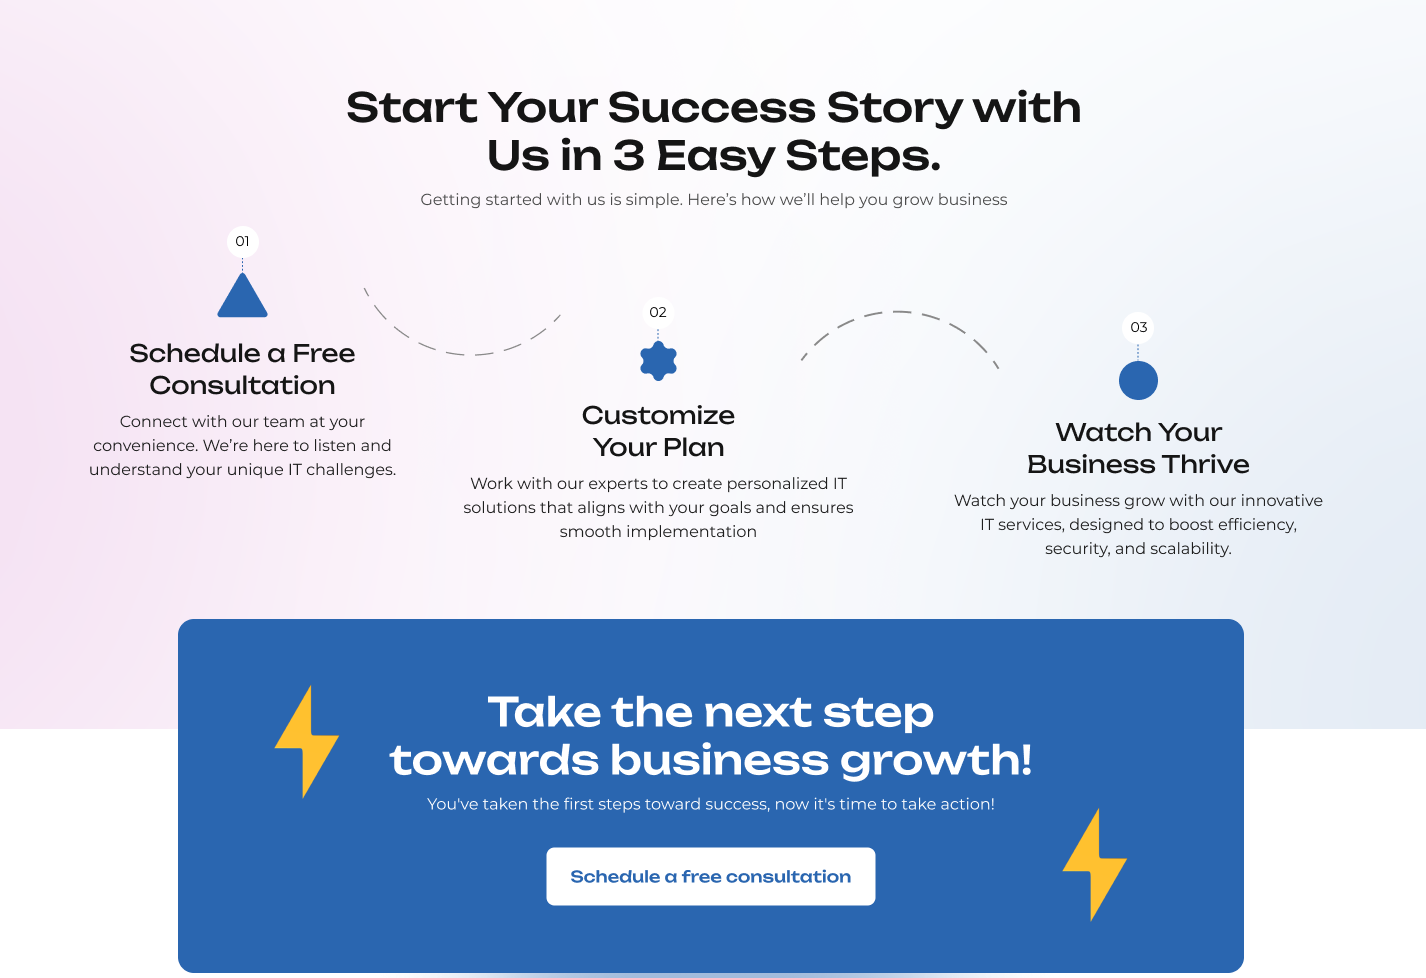 Start Your Success Story with
Us in 3 Easy Steps.
Getting started with us is simple. Here’s how we’ll help you grow business
01
Schedule a Free
Consultation
Connect with our team at your
convenience. We’re here to listen and
understand your unique IT challenges.
02
Customize
Your Plan
Work with our experts to create personalized IT
solutions that aligns with your goals and ensures
smooth implementation
03
Watch Your
Business Thrive
Watch your business grow with our innovative
IT services, designed to boost efficiency,
security, and scalability.
Take the next step
towards business growth!
You've taken the first steps toward success, now it's time to take action!
Schedule a free consultation